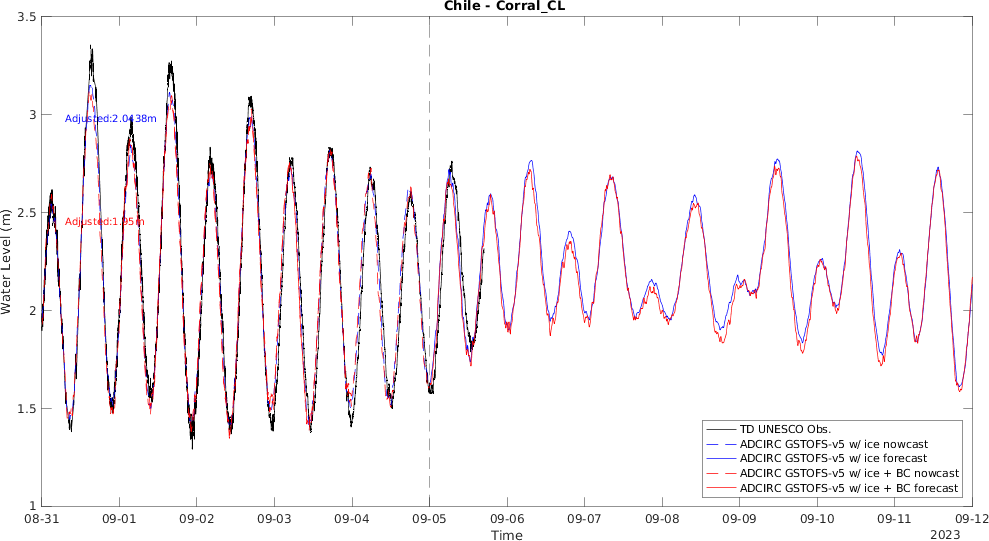 Chile - Corral_CL
3.5
3
2.5
2
1.5
1
Water Level (m)
Adjusted:2.0438m
Adjusted:1.95m
TD UNESCO Obs.
ADCIRC GSTOFS-v5 w/ ice nowcast
ADCIRC GSTOFS-v5 w/ ice forecast
ADCIRC GSTOFS-v5 w/ ice + BC nowcast
ADCIRC GSTOFS-v5 w/ ice + BC forecast
08-31 09-01 09-02 09-03 09-04 09-05 09-06 09-07 09-08 09-09 09-10 09-11 09-12
Time
2023